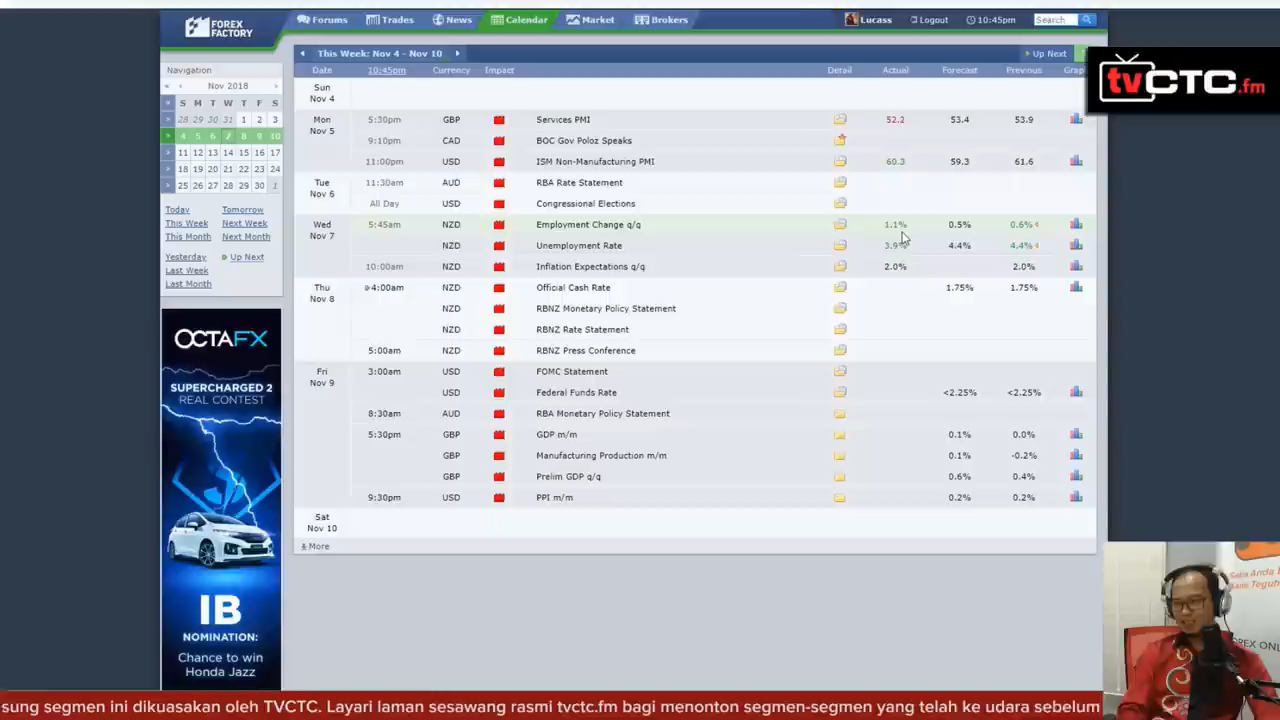 FOREX FACTORY
Forums Trades News Calendar Market Brokers
Lucass Logout 10:45pm Search
Navigation
« ‹ Nov 2018 ›
S M T W T F S
28 29 30 31 1 2 3
4 5 6 7 8 9 10
11 12 13 14 15 16 17
18 19 20 21 22 23 24
25 26 27 28 29 30 1
Today Tomorrow
This Week Next Week
This Month Next Month
Yesterday Up Next
Last Week
Last Month
OCTAFX
SUPERCHARGED 2
REAL CONTEST
IB
NOMINATION:
Chance to win
Honda Jazz
This Week: Nov 4 - Nov 10 Up Next
Date 10:45pm Currency Impact Detail Actual Forecast Previous Grap
Sun
Nov 4
Mon
Nov 5
5:30pm GBP Services PMI 52.2 53.4 53.9
9:10pm CAD BOC Gov Poloz Speaks
11:00pm USD ISM Non-Manufacturing PMI 60.3 59.3 61.6
Tue
Nov 6
11:30am AUD RBA Rate Statement
All Day USD Congressional Elections
Wed
Nov 7
5:45am NZD Employment Change q/q 1.1% 0.5% 0.6%
NZD Unemployment Rate 3.9% 4.4% 4.4%
10:00am NZD Inflation Expectations q/q 2.0% 2.0%
Thu
Nov 8
4:00am NZD Official Cash Rate 1.75% 1.75%
NZD RBNZ Monetary Policy Statement
NZD RBNZ Rate Statement
5:00am NZD RBNZ Press Conference
Fri
Nov 9
3:00am USD FOMC Statement
USD Federal Funds Rate <2.25% <2.25%
8:30am AUD RBA Monetary Policy Statement
5:30pm GBP GDP m/m 0.1% 0.0%
GBP Manufacturing Production m/m 0.1% -0.2%
GBP Prelim GDP q/q 0.6% 0.4%
9:30pm USD PPI m/m 0.2% 0.2%
Sat
Nov 10
More
tvCTC.fm
Setia Anda
Kami Teguh
FOREX ONL
sung segmen ini dikuasakan oleh TVCTC. Layari laman sesawang rasmi tvctc.fm bagi menonton segmen-segmen yang telah ke udara sebelum